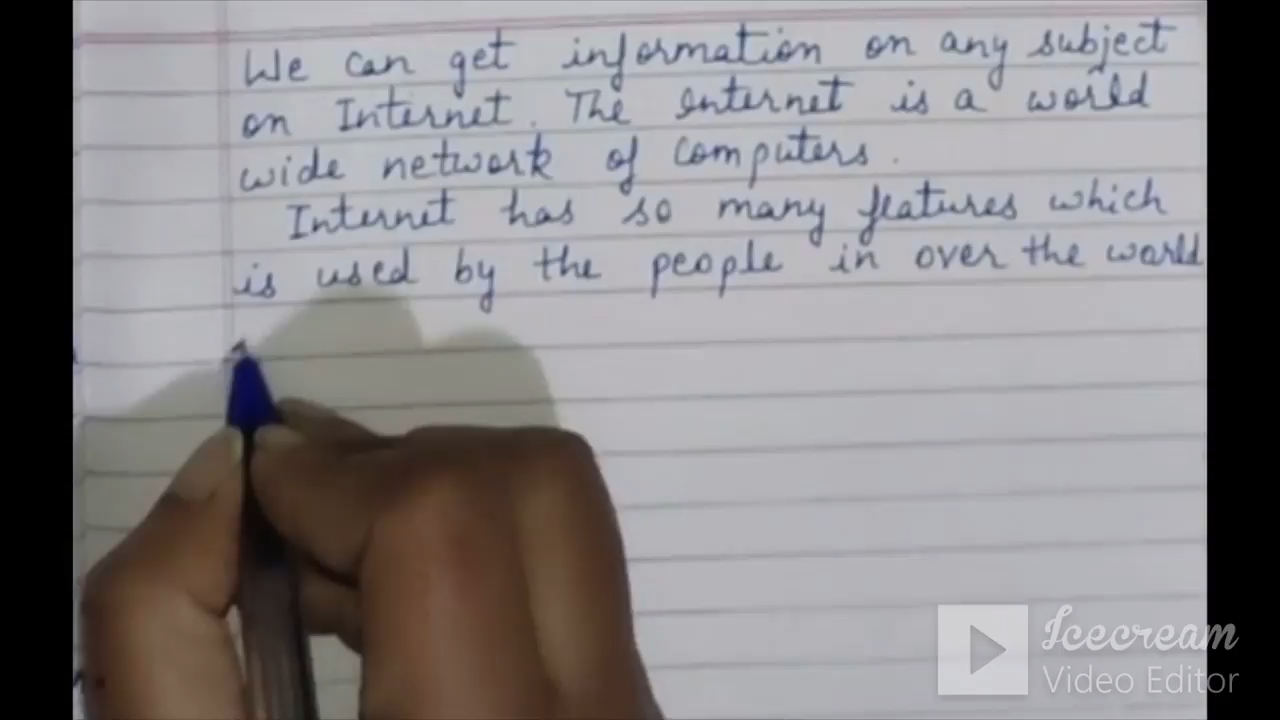 We can get information on any subject
on Internet. The Internet is a world
wide network of computers.
Internet has so many features which
is used by the people in over the world
Icecream
Video Editor